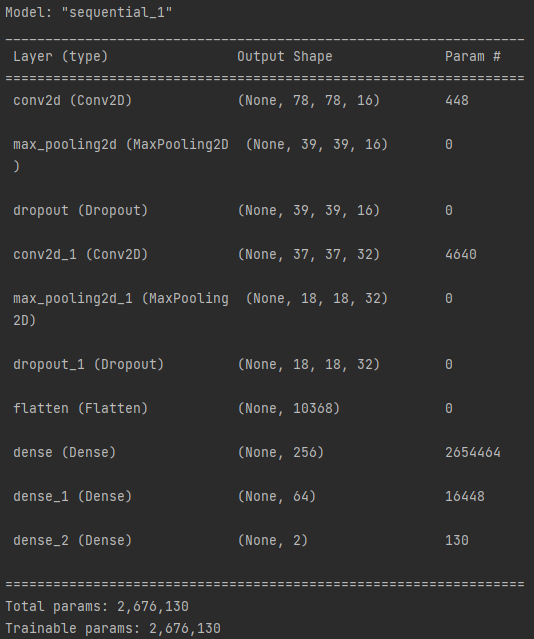 Model: "sequential_1"
_________________________________________________________________
Layer (type) Output Shape Param #
=================================================================
conv2d (Conv2D) (None, 78, 78, 16) 448
max_pooling2d (MaxPooling2D (None, 39, 39, 16) 0
)
dropout (Dropout) (None, 39, 39, 16) 0
conv2d_1 (Conv2D) (None, 37, 37, 32) 4640
max_pooling2d_1 (MaxPooling (None, 18, 18, 32) 0
2D)
dropout_1 (Dropout) (None, 18, 18, 32) 0
flatten (Flatten) (None, 10368) 0
dense (Dense) (None, 256) 2654464
dense_1 (Dense) (None, 64) 16448
dense_2 (Dense) (None, 2) 130
=================================================================
Total params: 2,676,130
Trainable params: 2,676,130